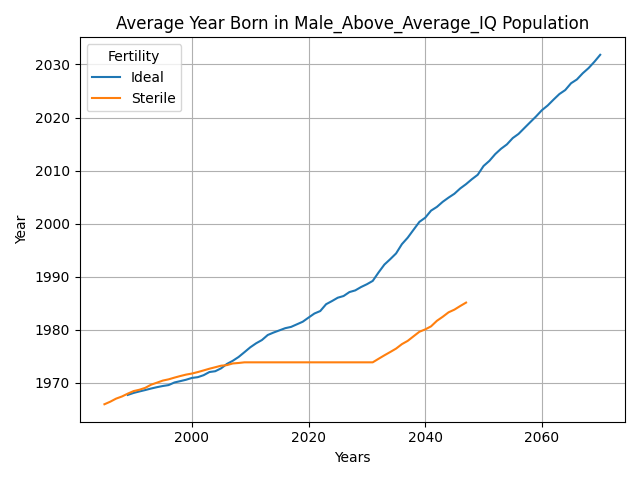 Average Year Born in Male_Above_Average_IQ Population
Fertility
Ideal
Sterile
2030
2020
2010
2000
1990
1980
1970
Year
2000 2020 2040 2060
Years